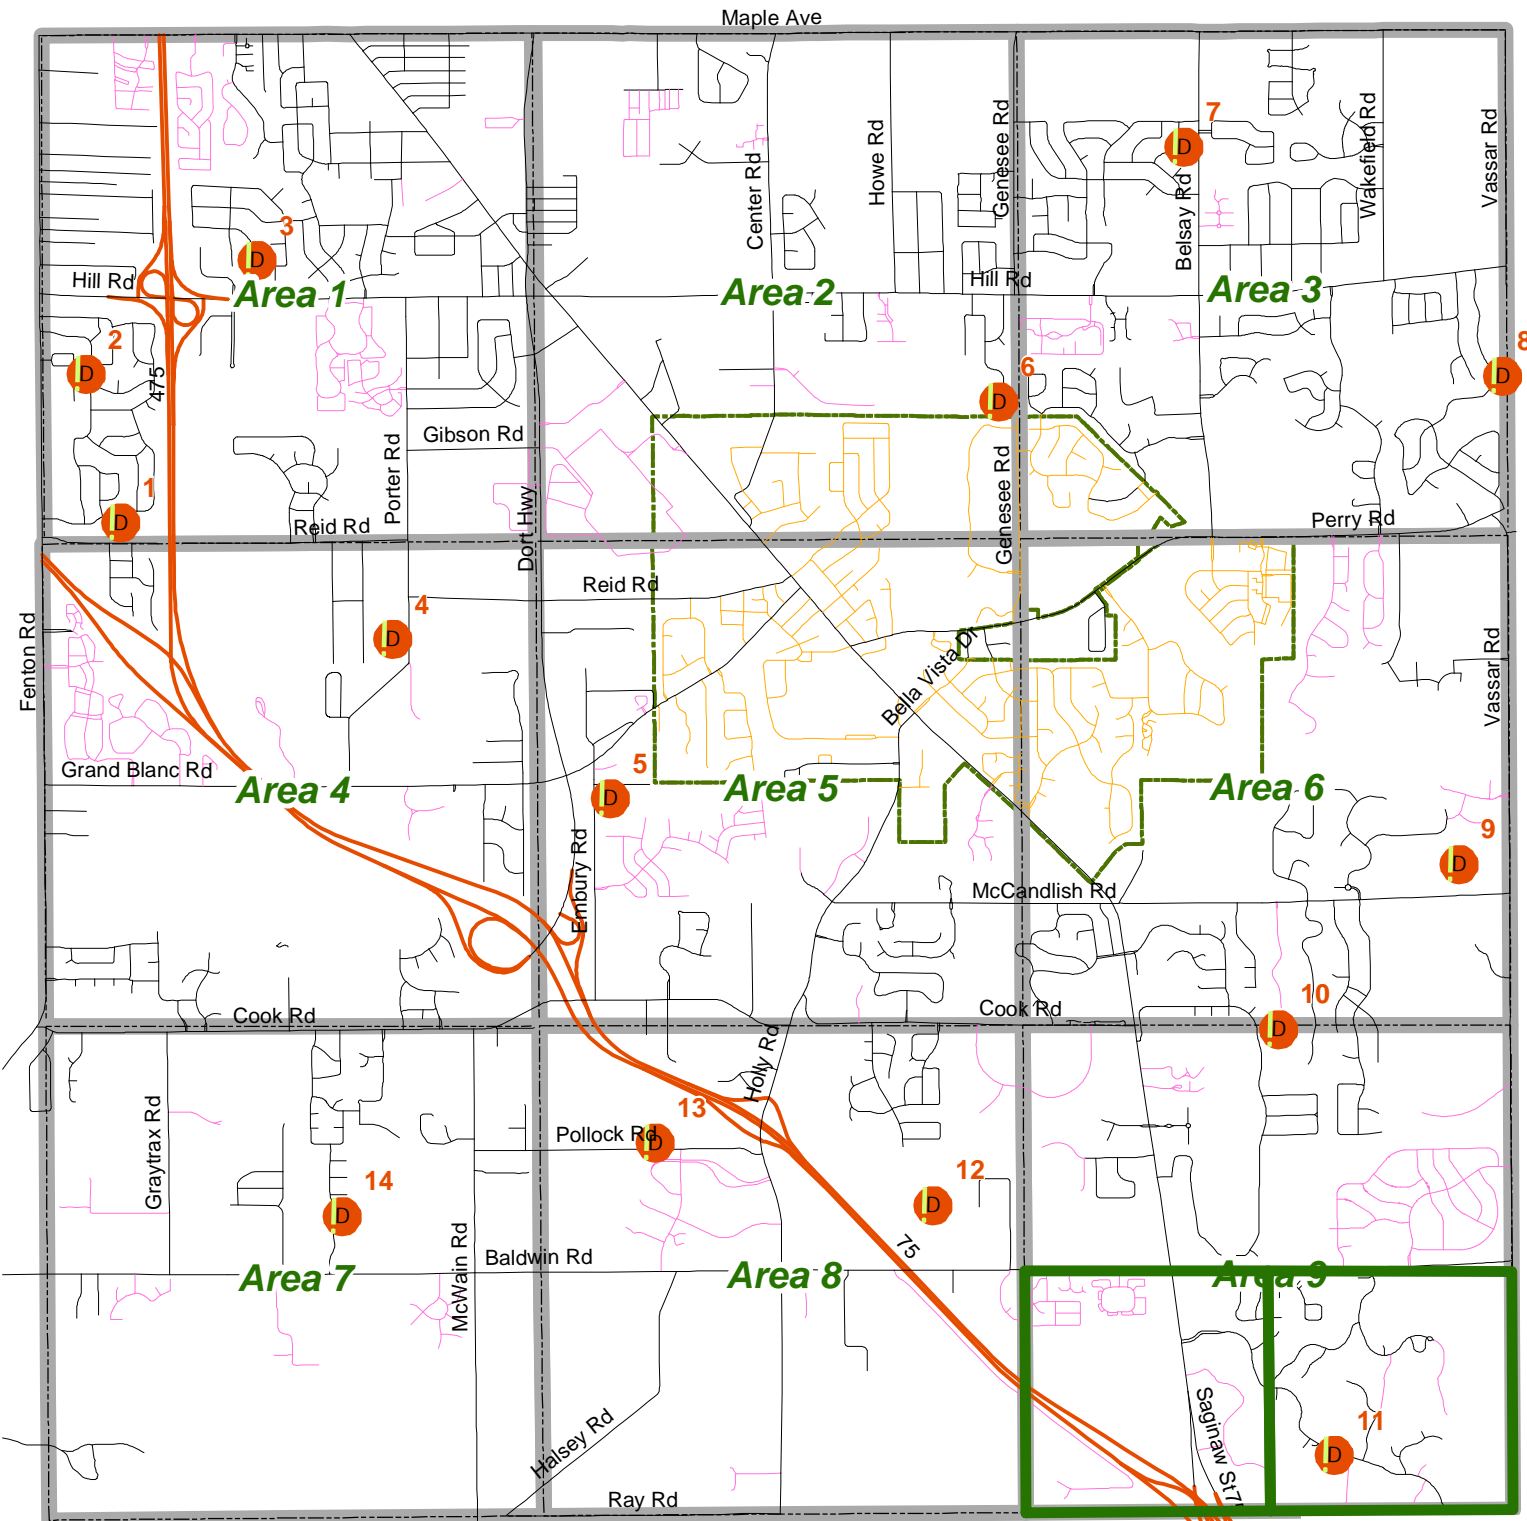 Maple Ave
7
D
Genesee Rd
Howe Rd
Wakefield Rd
Vassar Rd
Center Rd
Belsay Rd
3
D
Hill Rd
Area 1
Area 2
Hill Rd
Area 3
2
D
475
6
D
8
D
Gibson Rd
Porter Rd
1
D
Reid Rd
Dort Hwy
Genesee Rd
Perry Rd
Reid Rd
4
D
Fenton Rd
Bella Vista Dr
Vassar Rd
Grand Blanc Rd
Area 4
5
D
Area 5
Area 6
9
D
Embury Rd
McCandlish Rd
10
D
Cook Rd
Cook Rd
Holly Rd
13
Pollock Rd
D
Graytrax Rd
14
D
12
D
75
McWain Rd
Baldwin Rd
Area 7
Area 8
Area 9
Saginaw St
11
D
Halsey Rd
Ray Rd